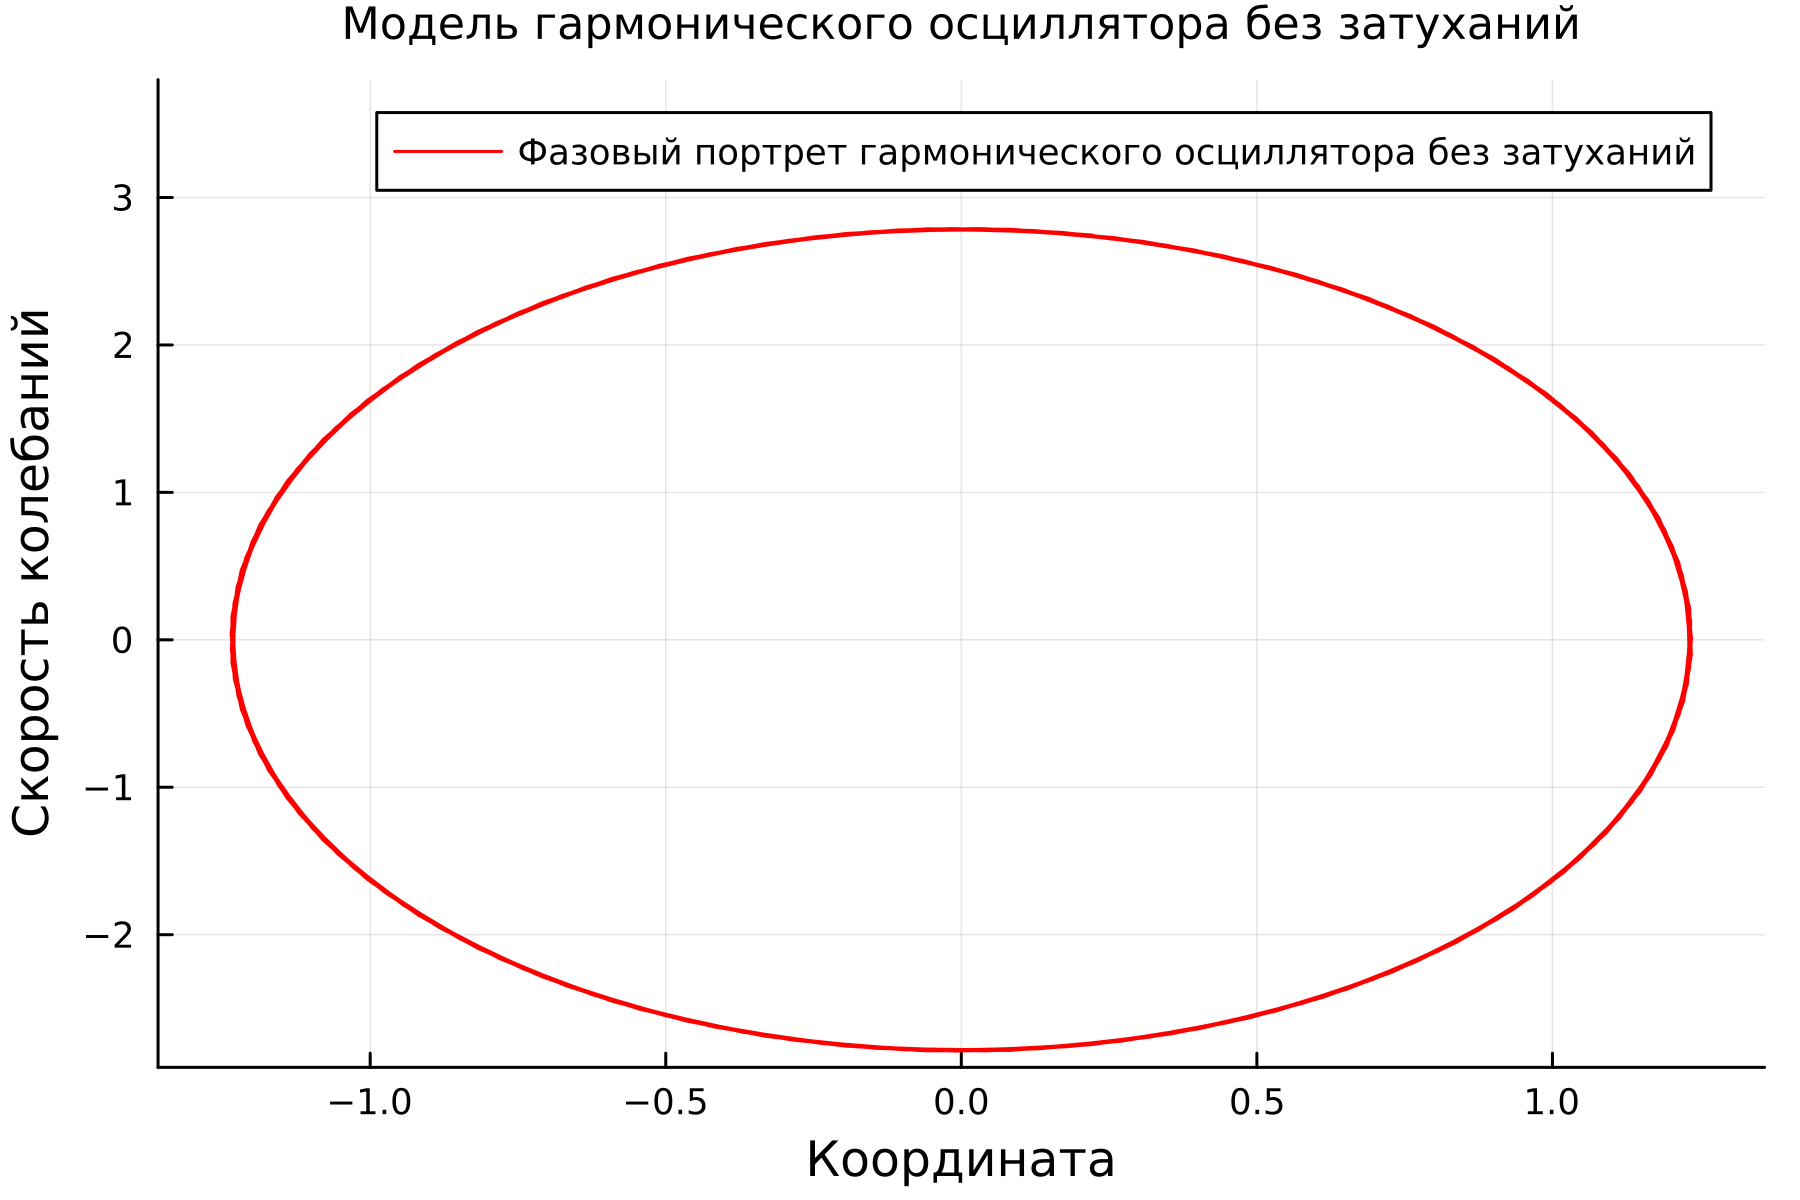 Модель гармонического осциллятора без затуханий
Фазовый портрет гармонического осциллятора без затуханий
3
2
1
0
−1
−2
Скорость колебаний
−1.0
−0.5
0.0
0.5
1.0
Координата